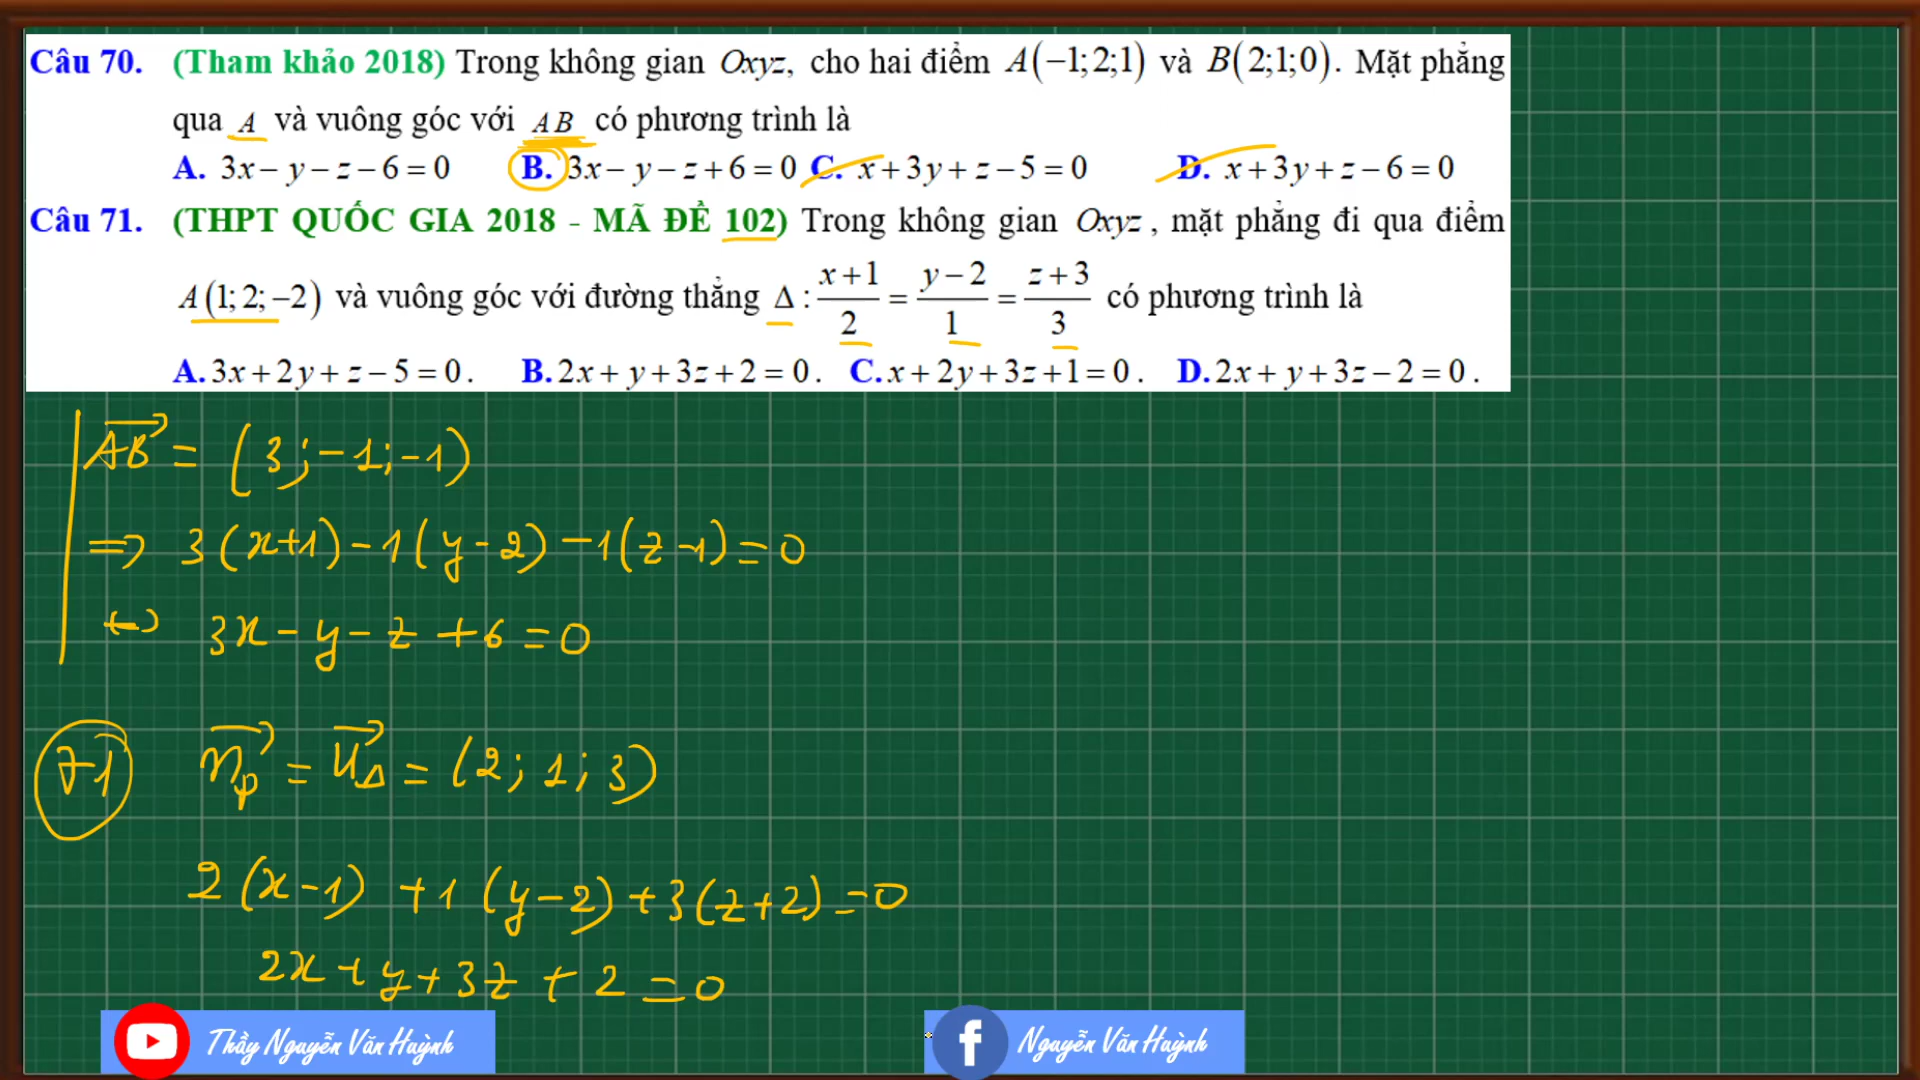 Câu 70. (Tham khảo 2018) Trong không gian Oxyz, cho hai điểm A(−1;2;1) và B(2;1;0). Mặt phẳng
qua A và vuông góc với AB có phương trình là
A. 3x − y − z − 6 = 0 B. 3x − y − z + 6 = 0 C. x + 3y + z − 5 = 0 D. x + 3y + z − 6 = 0
Câu 71. (THPT QUỐC GIA 2018 - MÃ ĐỀ 102) Trong không gian Oxyz, mặt phẳng đi qua điểm
A(1;2;−2) và vuông góc với đường thẳng Δ: (x+1)/2 = (y−2)/1 = (z+3)/3 có phương trình là
A. 3x + 2y + z − 5 = 0. B. 2x + y + 3z + 2 = 0. C. x + 2y + 3z + 1 = 0. D. 2x + y + 3z − 2 = 0.
AB⃗ = (3; −1; −1)
⇒ 3(x+1) − 1(y−2) − 1(z−1) = 0
↔ 3x − y − z + 6 = 0
71 n⃗p = u⃗Δ = (2; 1; 3)
2(x−1) + 1(y−2) + 3(z+2) = 0
2x + y + 3z + 2 = 0
Thầy Nguyễn Văn Huỳnh
f Nguyễn Văn Huỳnh